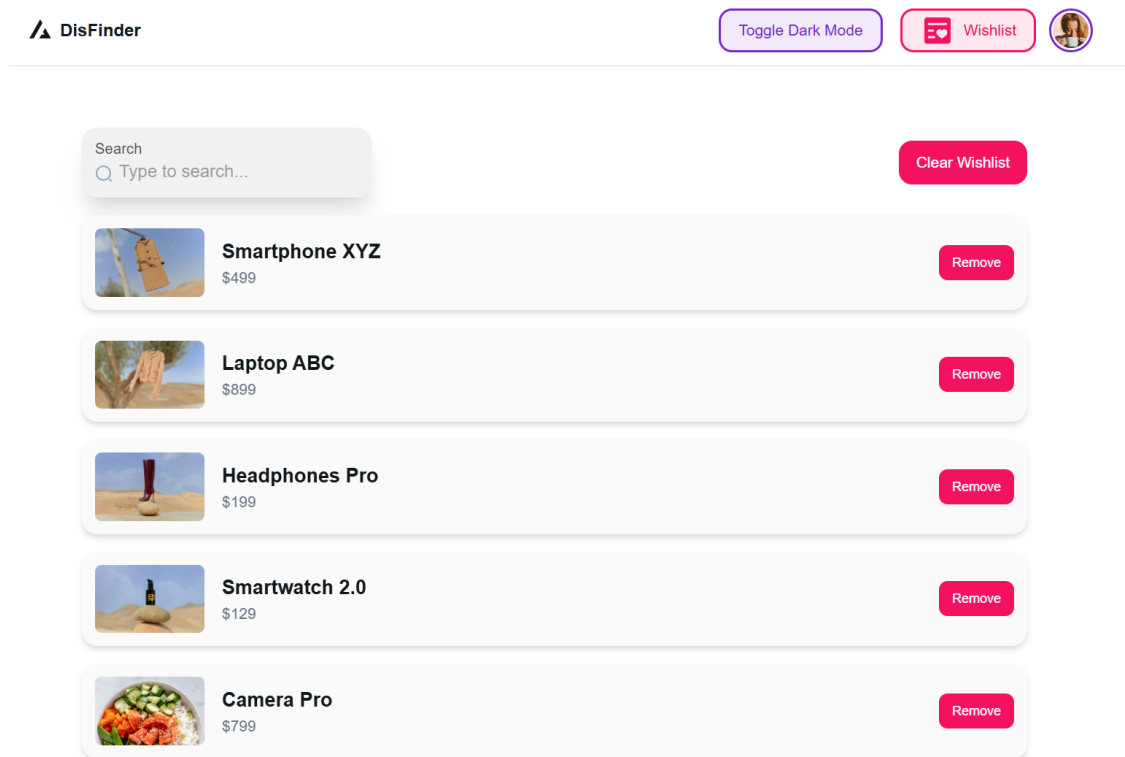 DisFinder
Toggle Dark Mode
Wishlist
Search
Type to search...
Clear Wishlist
Smartphone XYZ
$499
Remove
Laptop ABC
$899
Remove
Headphones Pro
$199
Remove
Smartwatch 2.0
$129
Remove
Camera Pro
$799
Remove